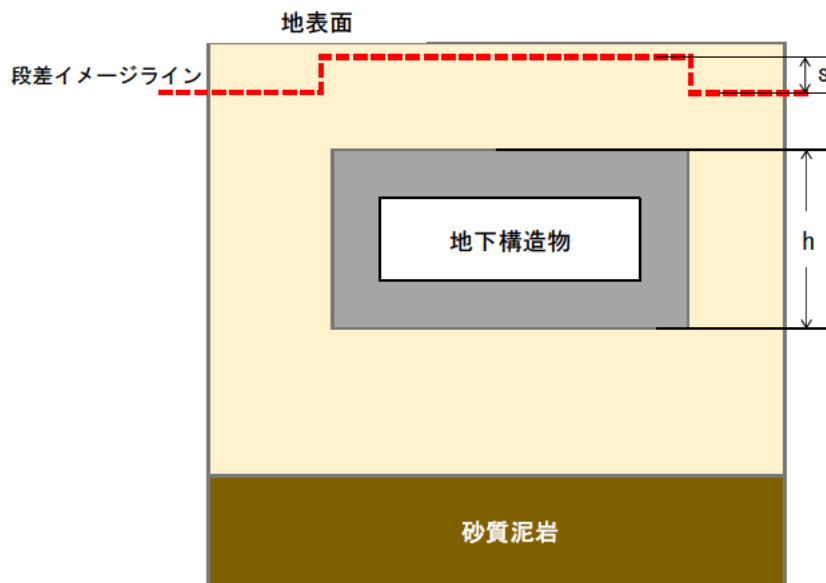 地表面
段差イメージライン
s
地下構造物
h
砂質泥岩